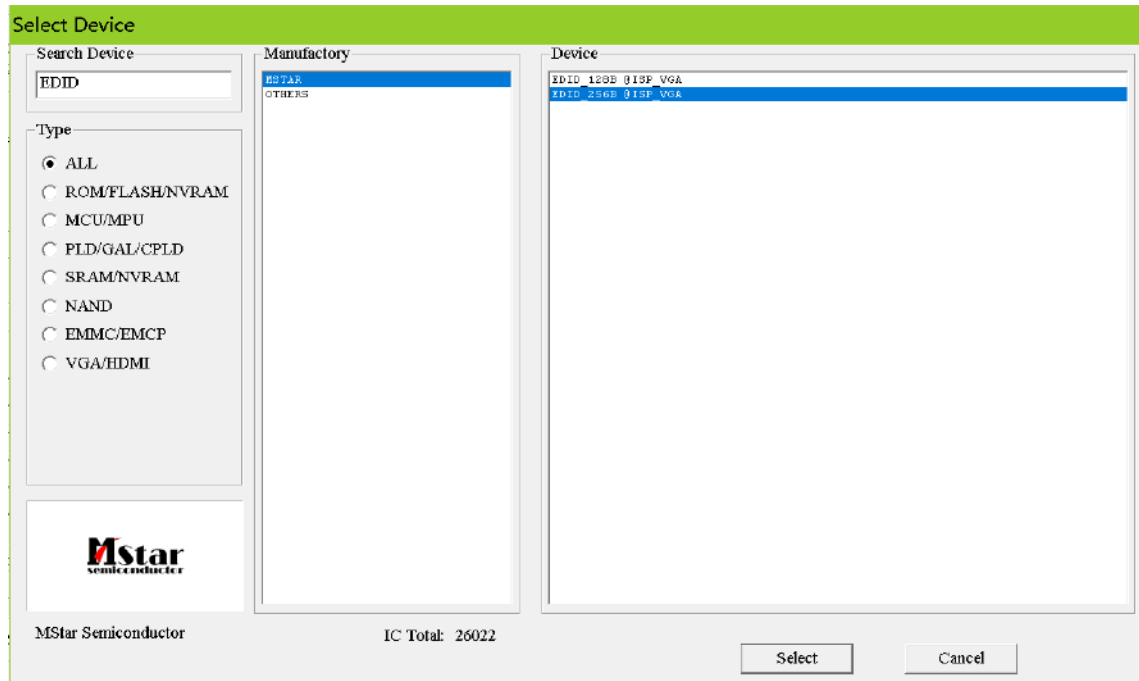 Select Device
Search Device
EDID
Type
ALL
ROM/FLASH/NVRAM
MCU/MPU
PLD/GAL/CPLD
SRAM/NVRAM
NAND
EMMC/EMCP
VGA/HDMI
Mstar
semiconductor
MStar Semiconductor
Manufactory
MSTAR
OTHERS
IC Total: 26022
Device
EDID_128B @ISP_VGA
EDID_256B @ISP_VGA
Select
Cancel